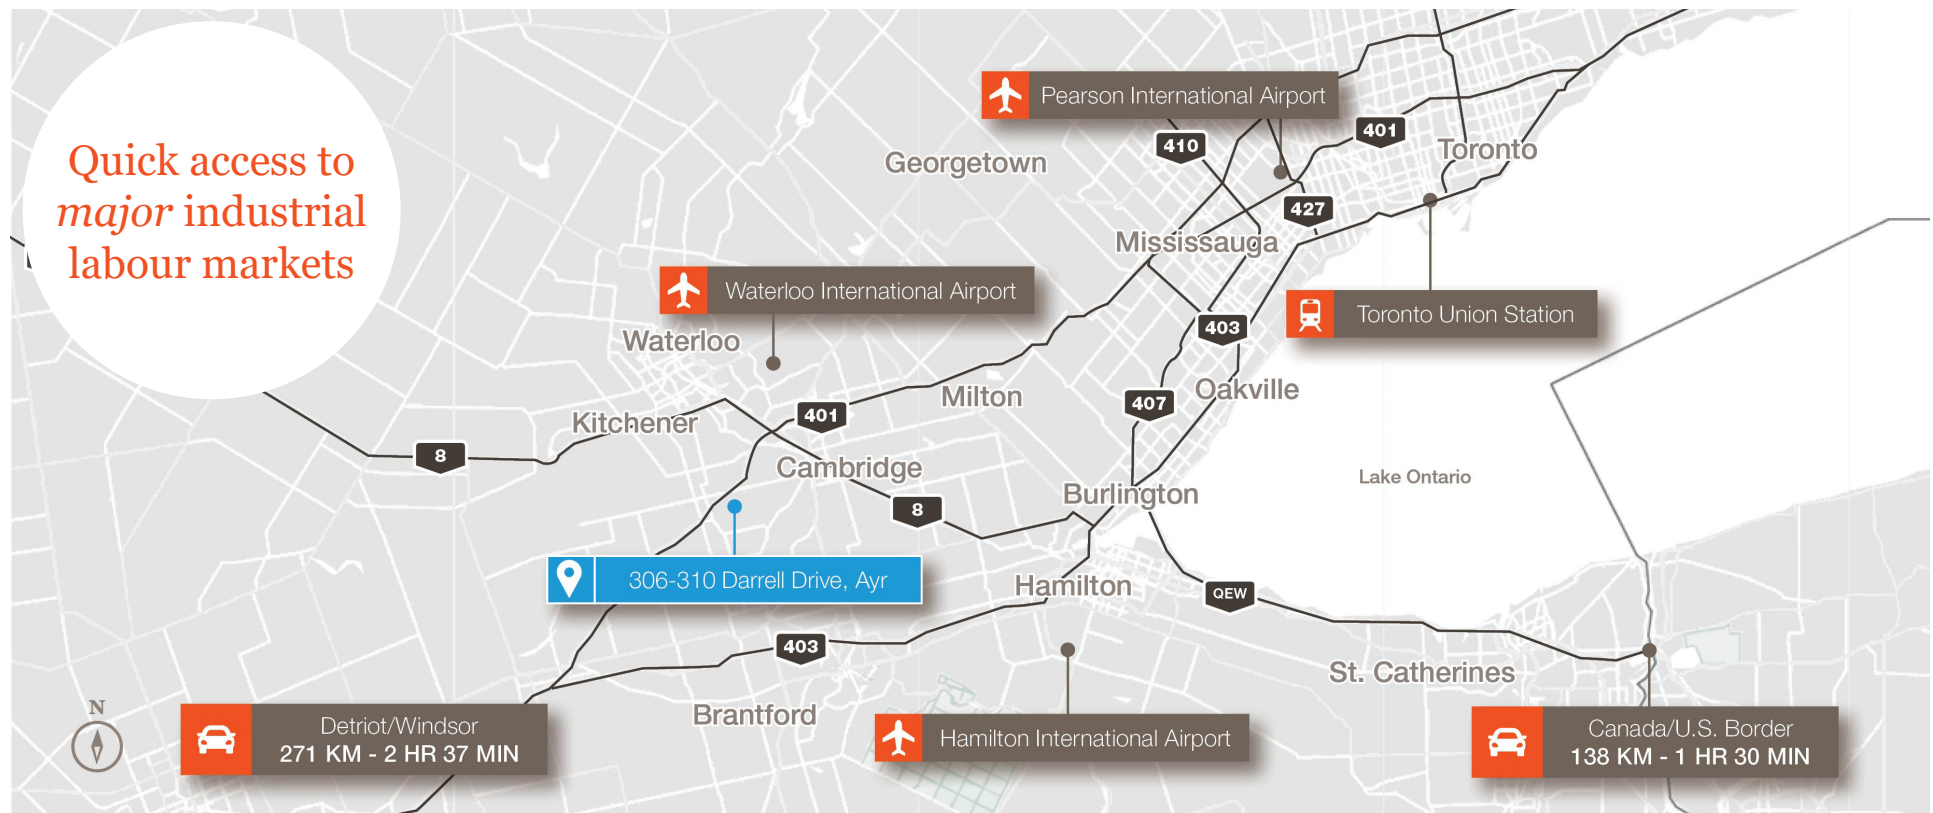 Quick access to
major industrial
labour markets
Pearson International Airport
410
401
Georgetown
Toronto
427
Mississauga
Waterloo International Airport
Toronto Union Station
403
Waterloo
Milton
Oakville
407
401
Kitchener
8
Cambridge
Lake Ontario
Burlington
8
306-310 Darrell Drive, Ayr
Hamilton
QEW
403
St. Catherines
Brantford
N
Detriot/Windsor
271 KM - 2 HR 37 MIN
Hamilton International Airport
Canada/U.S. Border
138 KM - 1 HR 30 MIN